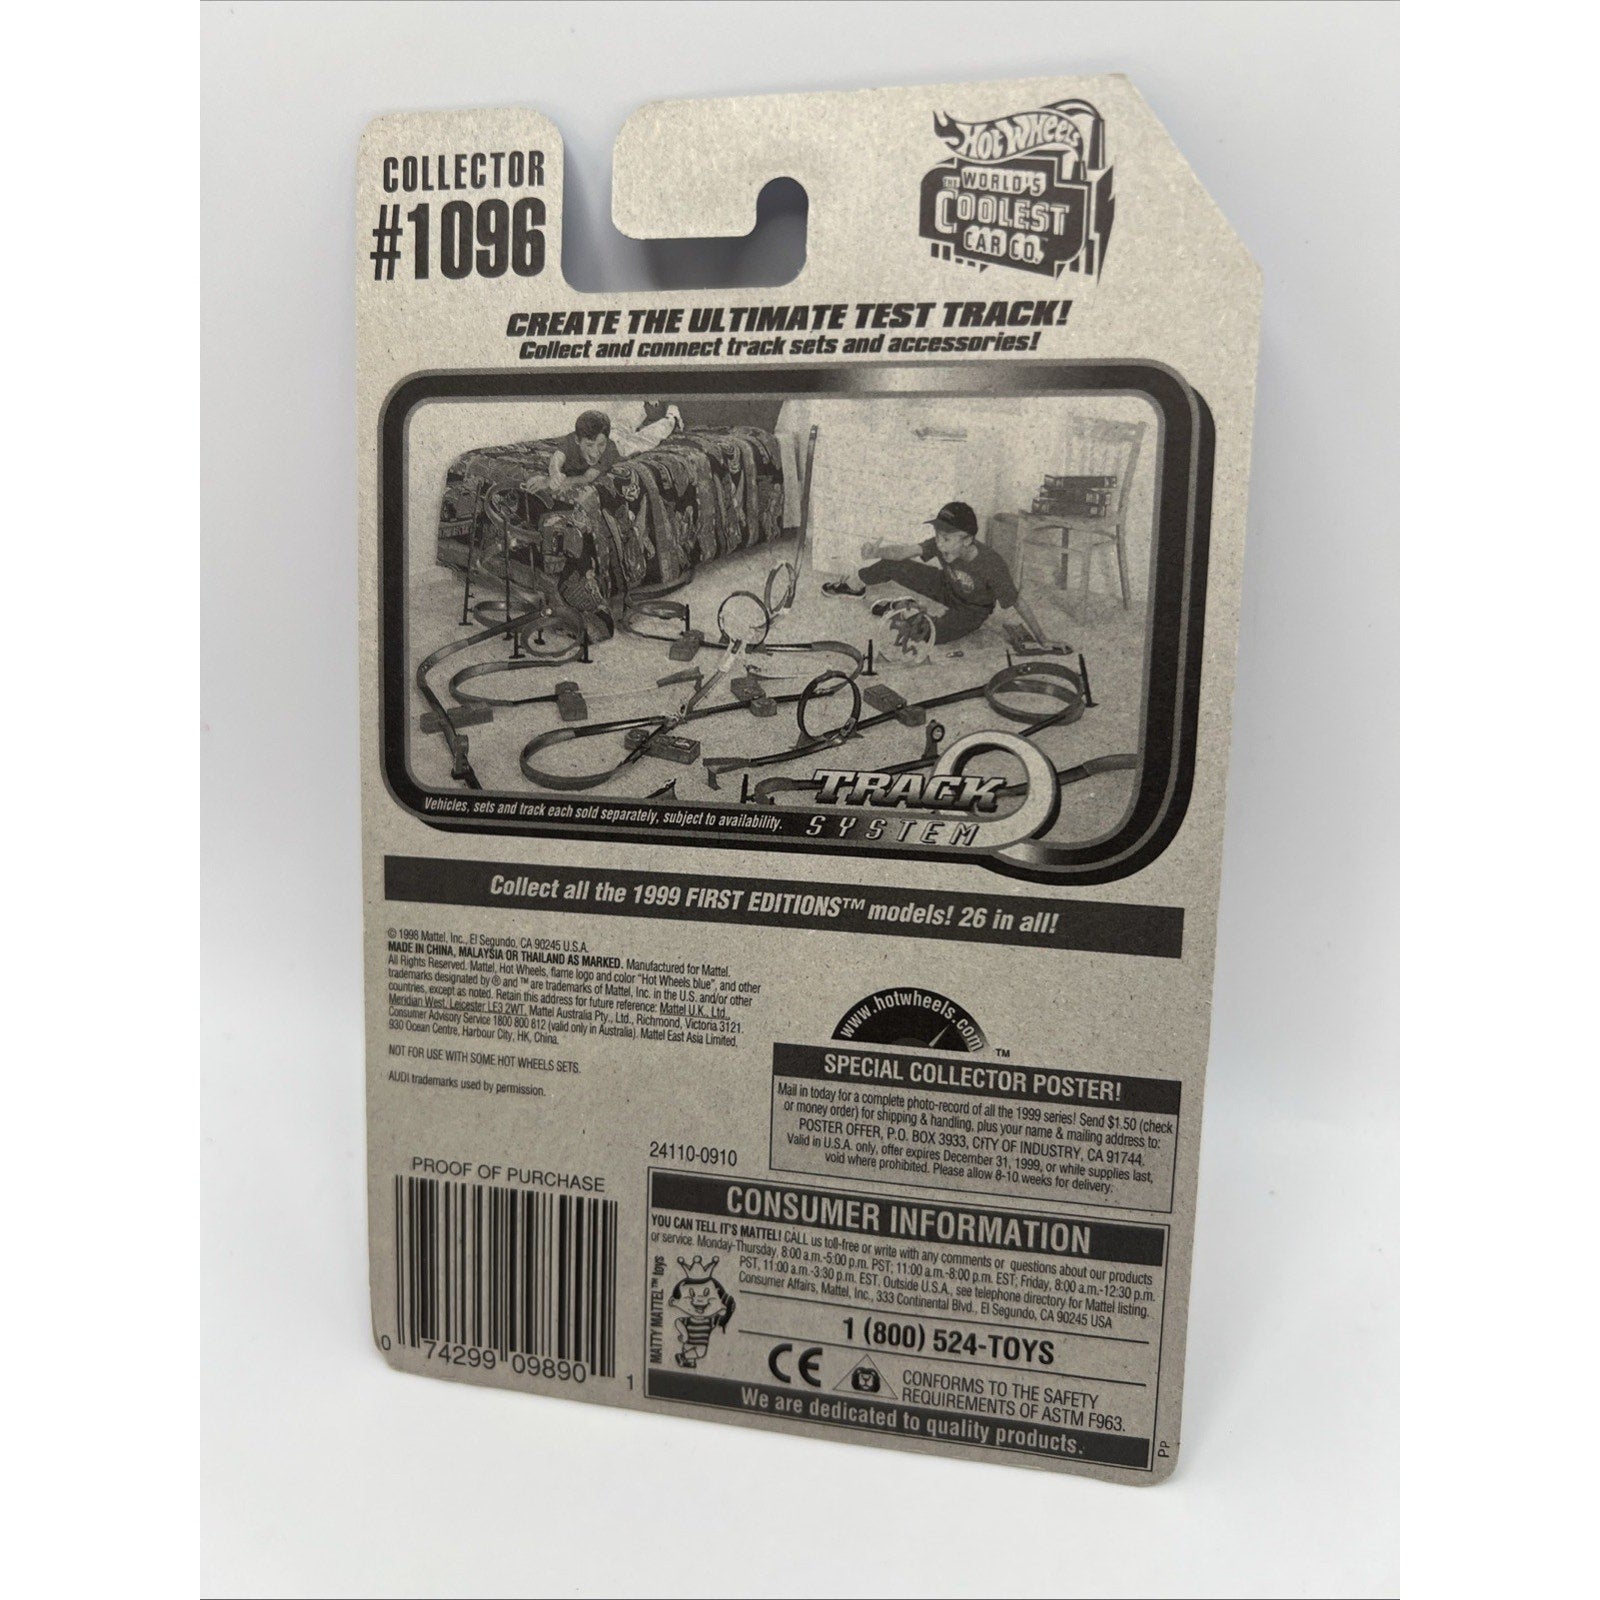 COLLECTOR
#1096
HOT WHEELS
THE WORLD'S
COOLEST
CAR CO.™
CREATE THE ULTIMATE TEST TRACK!
Collect and connect track sets and accessories!
Vehicles, sets and track each sold separately, subject to availability.
TRACK
SYSTEM
Collect all the 1999 FIRST EDITIONS™ models! 26 in all!
© 1998 Mattel, Inc., El Segundo, CA 90245 U.S.A.
MADE IN CHINA, MALAYSIA OR THAILAND AS MARKED. Manufactured for Mattel.
All Rights Reserved. Mattel, Hot Wheels, flame logo and color "Hot Wheels blue", and other
trademarks designated by ® and ™ are trademarks of Mattel, Inc. in the U.S. and/or other
countries, except as noted. Retain this address for future reference: Mattel U.K., Ltd.,
Meridian West, Leicester LE3 2WT. Mattel Australia Pty., Ltd., Richmond, Victoria 3121.
Consumer Advisory Service 1800 800 812 (valid only in Australia). Mattel East Asia Limited,
930 Ocean Centre, Harbour City, HK, China.
NOT FOR USE WITH SOME HOT WHEELS SETS.
AUDI trademarks used by permission.
www.hotwheels.com
™
SPECIAL COLLECTOR POSTER!
Mail in today for a complete photo-record of all the 1999 series! Send $1.50 (check
or money order) for shipping & handling, plus your name & mailing address to:
POSTER OFFER, P.O. BOX 3933, CITY OF INDUSTRY, CA 91744.
Valid in U.S.A. only, offer expires December 31, 1999, or while supplies last,
void where prohibited. Please allow 8-10 weeks for delivery.
24110-0910
PROOF OF PURCHASE
0 74299 09890 1
CONSUMER INFORMATION
YOU CAN TELL IT'S MATTEL! CALL us toll-free or write with any comments or questions about our products
or service. Monday-Thursday, 8:00 a.m.-5:00 p.m. PST; 11:00 a.m.-8:00 p.m. EST; Friday, 8:00 a.m.-12:30 p.m.
PST, 11:00 a.m.-3:30 p.m. EST. Outside U.S.A., see telephone directory for Mattel listing.
Consumer Affairs, Mattel, Inc., 333 Continental Blvd., El Segundo, CA 90245 USA
MATTY MATTEL™ toys
1 (800) 524-TOYS
CE
CONFORMS TO THE SAFETY
REQUIREMENTS OF ASTM F963.
We are dedicated to quality products.
PP